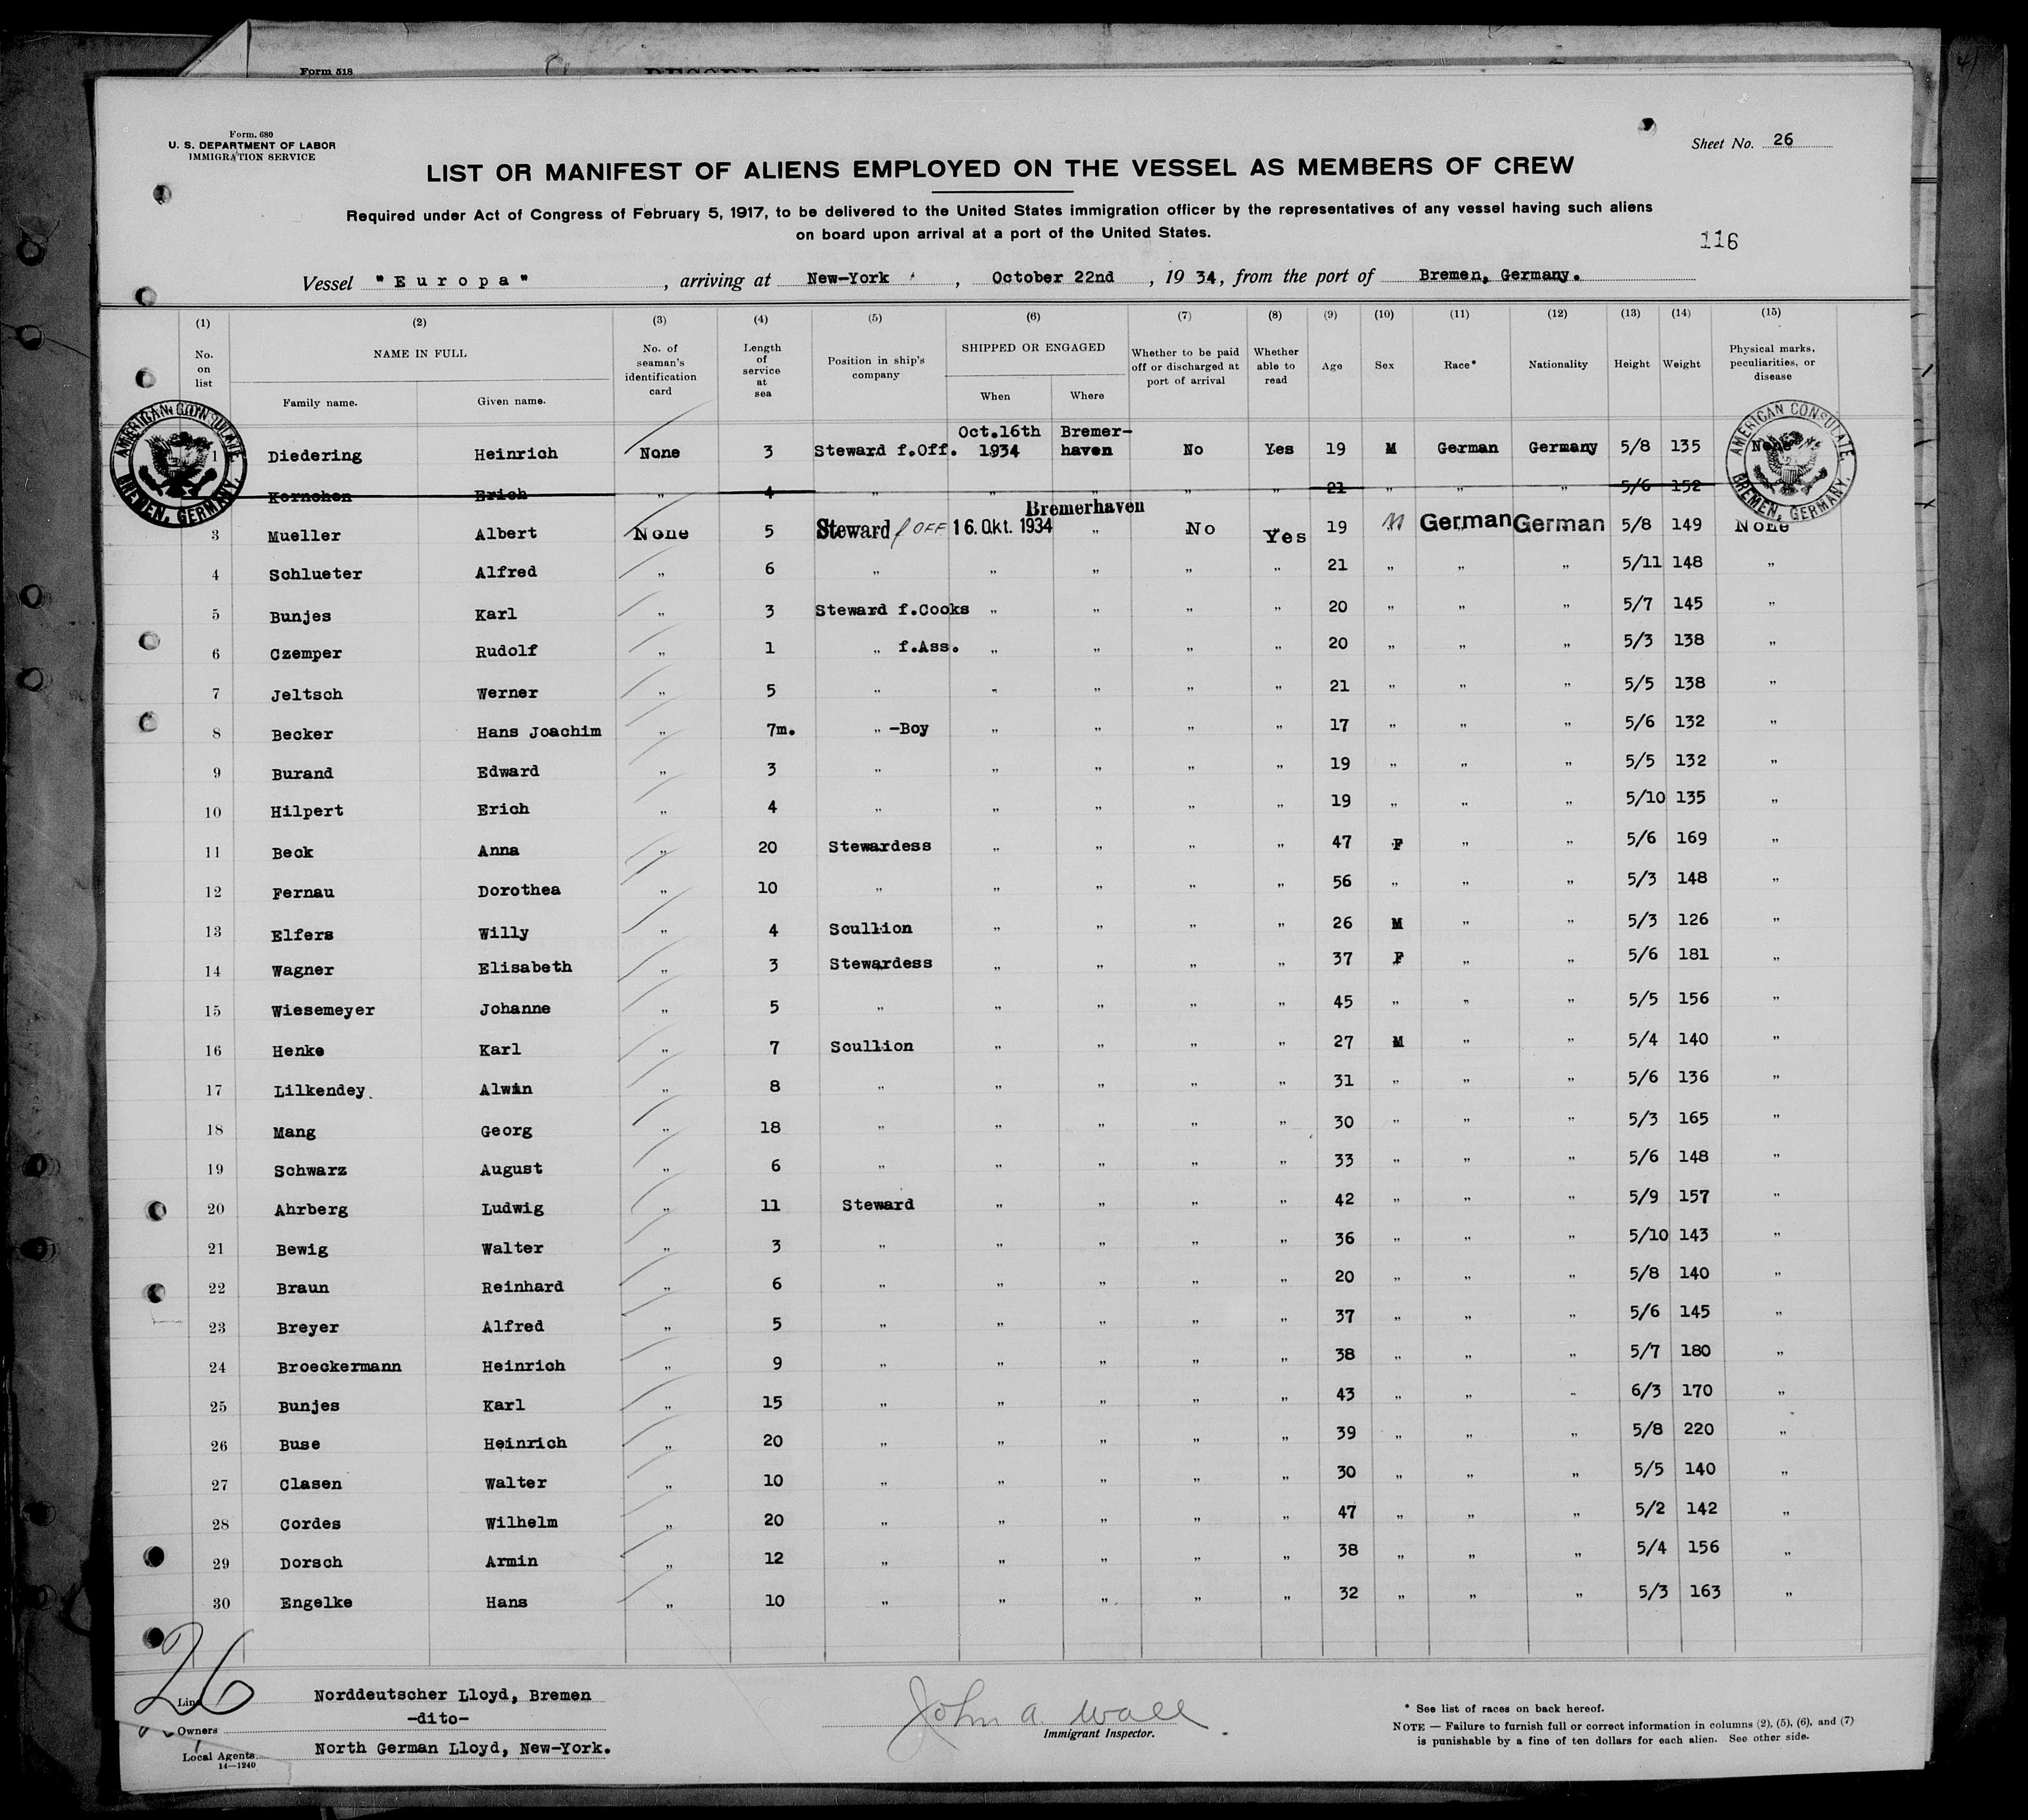 Form 518
Form. 680
U. S. DEPARTMENT OF LABOR
IMMIGRATION SERVICE
Sheet No. 26
LIST OR MANIFEST OF ALIENS EMPLOYED ON THE VESSEL AS MEMBERS OF CREW
Required under Act of Congress of February 5, 1917, to be delivered to the United States immigration officer by the representatives of any vessel having such aliens
on board upon arrival at a port of the United States.
116
Vessel "Europa", arriving at New-York, October 22nd, 1934, from the port of Bremen, Germany.
(1) (2) (3) (4) (5) (6) (7) (8) (9) (10) (11) (12) (13) (14) (15)
No. on list NAME IN FULL Family name. Given name. No. of seaman's identification card Length of service at sea Position in ship's company SHIPPED OR ENGAGED When Where Whether to be paid off or discharged at port of arrival Whether able to read Age Sex Race* Nationality Height Weight Physical marks, peculiarities, or disease
AMERICAN CONSULATE BREMEN, GERMANY.
AMERICAN CONSULATE BREMEN, GERMANY.
1 Diedering Heinrich None 3 Steward f.Off. Oct.16th 1934 Bremer-haven No Yes 19 M German Germany 5/8 135 None
Kornchen Erich " 4 " " " " " 21 " " " 5/6 152
3 Mueller Albert None 5 Steward f OFF 16. Okt. 1934 Bremerhaven " No Yes 19 M German German 5/8 149 None
4 Schlueter Alfred " 6 " " " " " 21 " " " 5/11 148 "
5 Bunjes Karl " 3 Steward f.Cooks " " " " 20 " " " 5/7 145 "
6 Czemper Rudolf " 1 " f.Ass. " " " " 20 " " " 5/3 138 "
7 Jeltsch Werner " 5 " " " " " 21 " " " 5/5 138 "
8 Becker Hans Joachim " 7m. " -Boy " " " " 17 " " " 5/6 132 "
9 Burand Edward " 3 " " " " " 19 " " " 5/5 132 "
10 Hilpert Erich " 4 " " " " " 19 " " " 5/10 135 "
11 Beck Anna " 20 Stewardess " " " " 47 F " " 5/6 169 "
12 Fernau Dorothea " 10 " " " " " 56 " " " 5/3 148 "
13 Elfers Willy " 4 Scullion " " " " 26 M " " 5/3 126 "
14 Wagner Elisabeth " 3 Stewardess " " " " 37 F " " 5/6 181 "
15 Wiesemeyer Johanne " 5 " " " " " 45 " " " 5/5 156 "
16 Henke Karl " 7 Scullion " " " " 27 M " " 5/4 140 "
17 Lilkendey. Alwin " 8 " " " " " 31 " " " 5/6 136 "
18 Mang Georg " 18 " " " " " 30 " " " 5/3 165 "
19 Schwarz August " 6 " " " " " 33 " " " 5/6 148 "
20 Ahrberg Ludwig " 11 Steward " " " " 42 " " " 5/9 157 "
21 Bewig Walter " 3 " " " " " 36 " " " 5/10 143 "
22 Braun Reinhard " 6 " " " " " 20 " " " 5/8 140 "
23 Breyer Alfred " 5 " " " " " 37 " " " 5/6 145 "
24 Broeckermann Heinrich " 9 " " " " " 38 " " " 5/7 180 "
25 Bunjes Karl " 15 " " " " " 43 " " " 6/3 170 "
26 Buse Heinrich " 20 " " " " " 39 " " " 5/8 220 "
27 Clasen Walter " 10 " " " " " 30 " " " 5/5 140 "
28 Cordes Wilhelm " 20 " " " " " 47 " " " 5/2 142 "
29 Dorsch Armin " 12 " " " " " 38 " " " 5/4 156 "
30 Engelke Hans " 10 " " " " " 32 " " " 5/3 163 "
26
Line Norddeutscher Lloyd, Bremen
Owners -dito-
Local Agents North German Lloyd, New-York.
14—1240
John A. Wall
Immigrant Inspector.
* See list of races on back hereof.
NOTE — Failure to furnish full or correct information in columns (2), (5), (6), and (7)
is punishable by a fine of ten dollars for each alien. See other side.